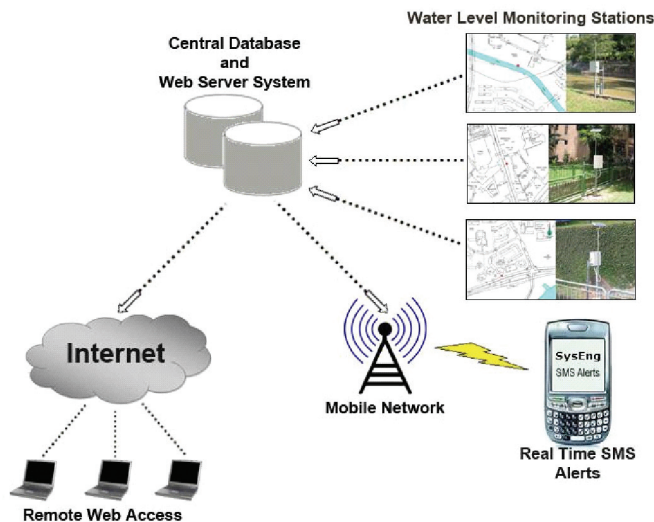 Water Level Monitoring Stations
Central Database
and
Web Server System
Internet
Mobile Network
SysEng
SMS Alerts
Real Time SMS
Alerts
Remote Web Access